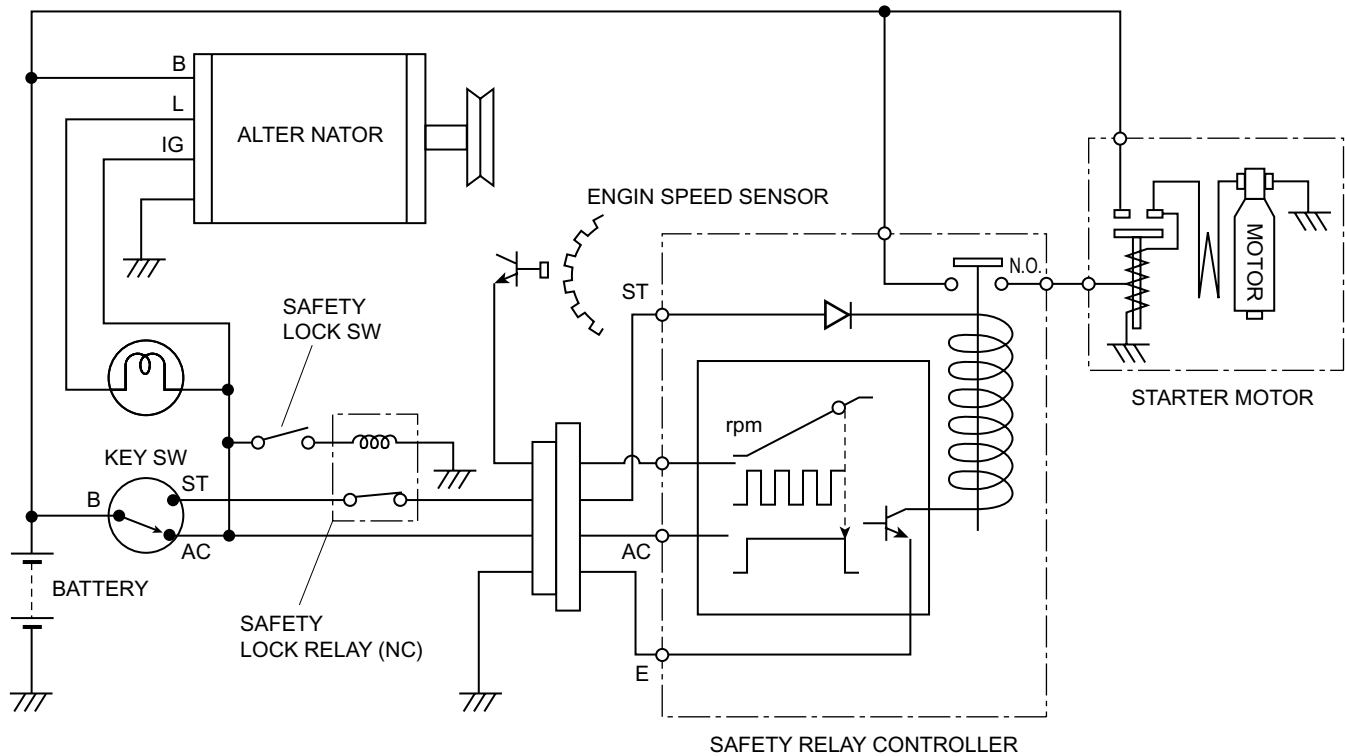 B
L
ALTER NATOR
IG
ENGIN SPEED SENSOR
MOTOR
N.O.
ST
SAFETY
LOCK SW
STARTER MOTOR
rpm
KEY SW
ST
B
AC
AC
BATTERY
SAFETY
LOCK RELAY (NC)
E
SAFETY RELAY CONTROLLER